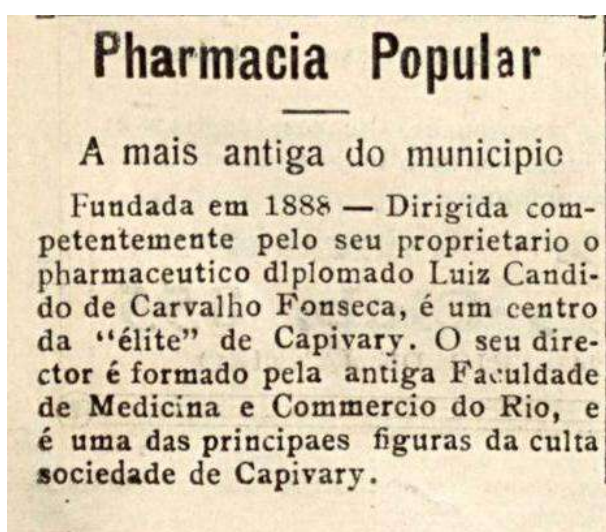 Pharmacia Popular
A mais antiga do municipio
Fundada em 1888 — Dirigida com-
petentemente pelo seu proprietario o
pharmaceutico dlplomado Luiz Candi-
do de Carvalho Fonseca, é um centro
da “élite” de Capivary. O seu dire-
ctor é formado pela antiga Faculdade
de Medicina e Commercio do Rio, e
é uma das principaes figuras da culta
sociedade de Capivary.